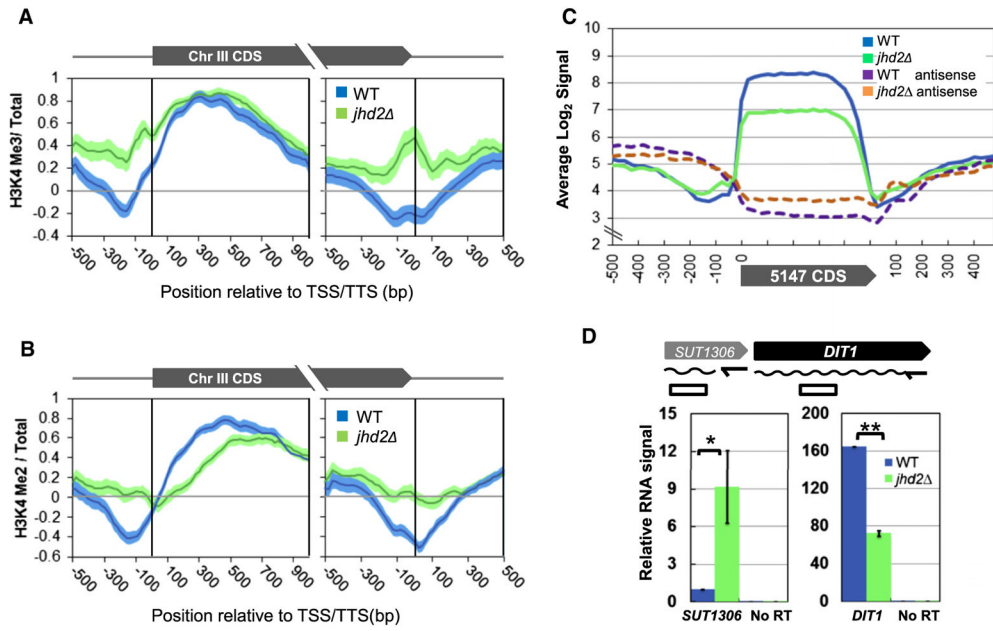 A
Chr III CDS
H3K4 Me3/ Total
1
0.8
0.6
0.4
0.2
0
-0.2
-0.4
WT
jhd2Δ
-500
-300
-100
100
300
500
700
900
-500
-300
-100
100
300
500
Position relative to TSS/TTS (bp)
B
Chr III CDS
H3K4 Me2 / Total
1
0.8
0.6
0.4
0.2
0
-0.2
-0.4
-0.6
WT
jhd2Δ
-500
-300
-100
100
300
500
700
900
-500
-300
-100
100
300
500
Position relative to TSS/TTS(bp)
C
Average Log2 Signal
10
9
8
7
6
5
4
3
2
WT
jhd2Δ
WT antisense
jhd2Δ antisense
-500
-400
-300
-200
-100
0
100
200
300
400
5147 CDS
D
SUT1306
DIT1
Relative RNA signal
15
12
9
6
3
0
*
SUT1306 No RT
200
160
120
80
40
0
**
WT
jhd2Δ
DIT1 No RT